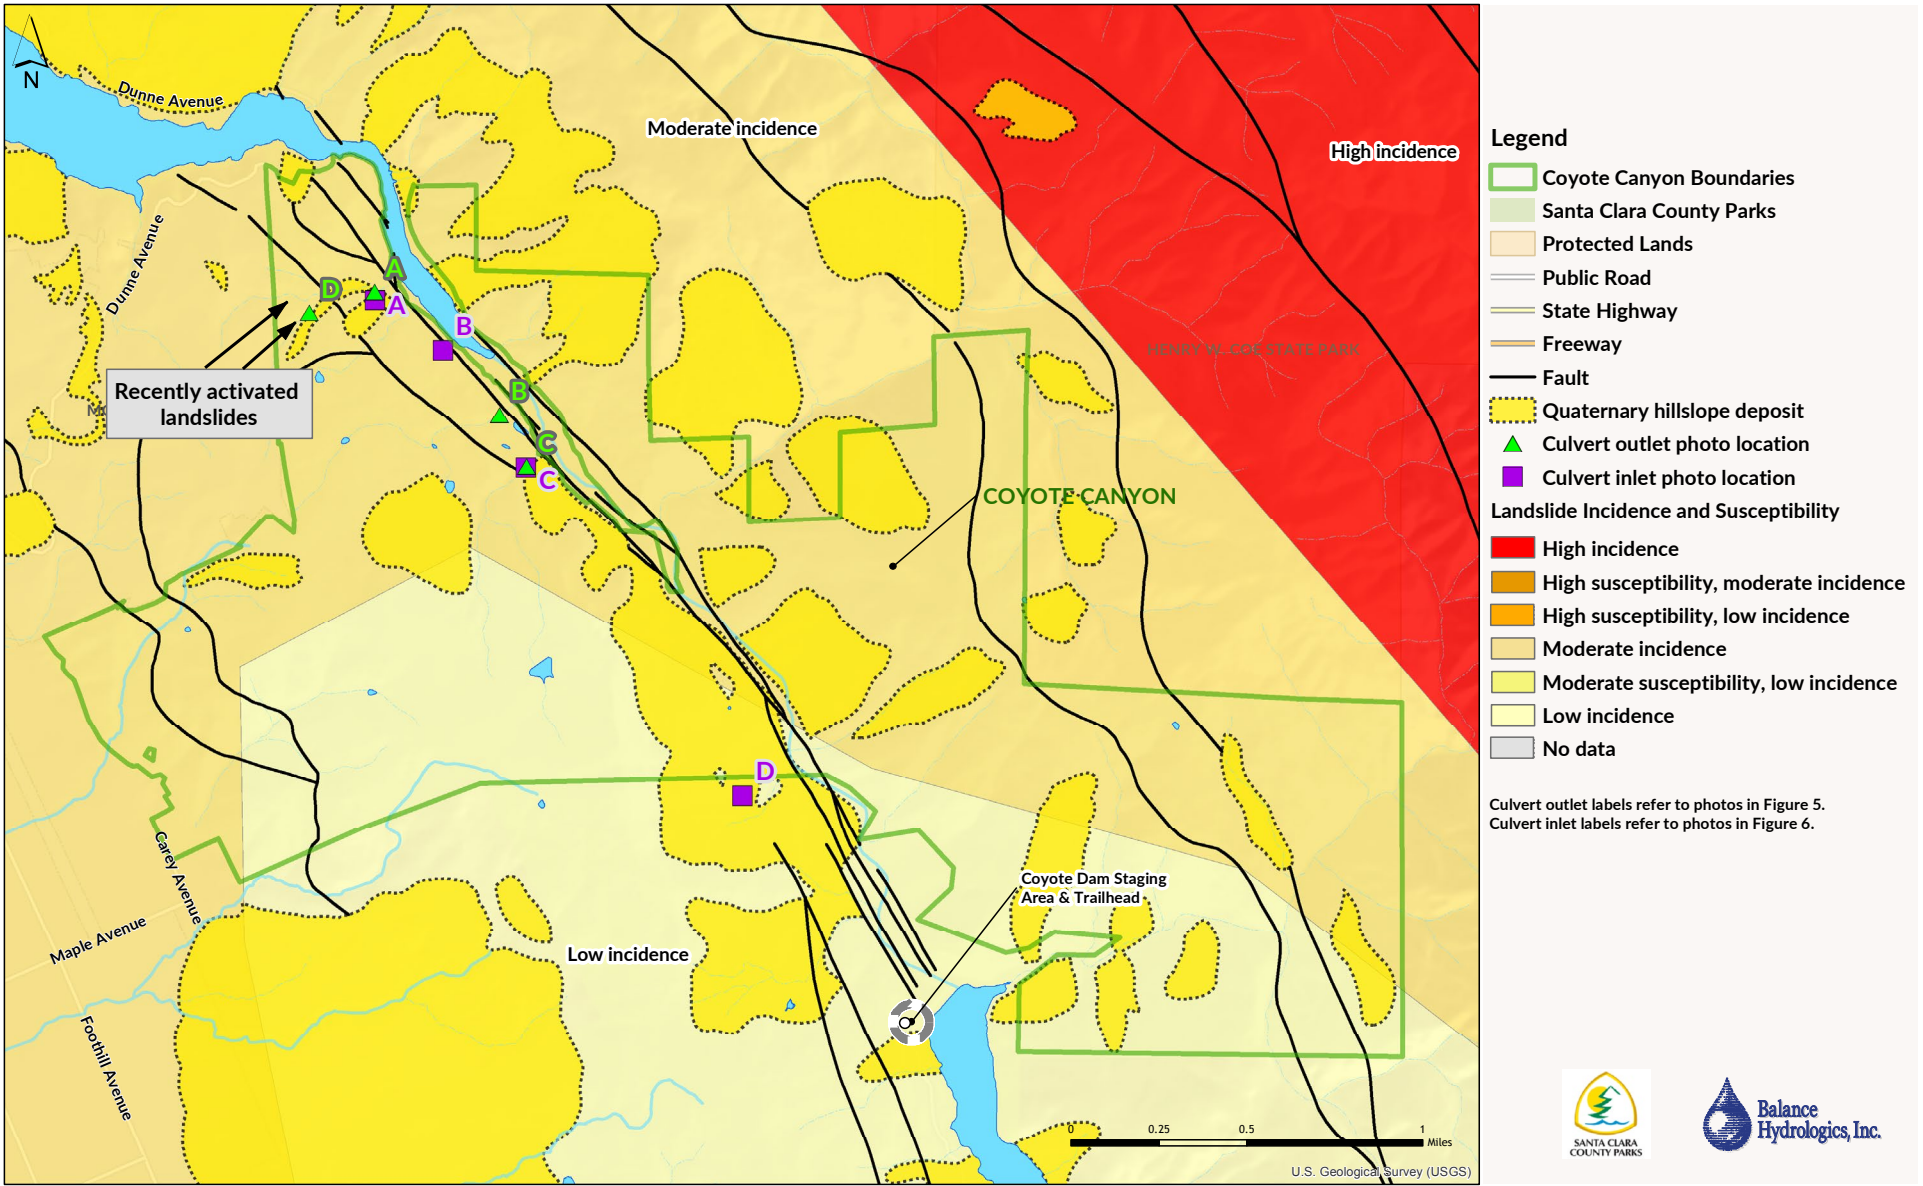 N
Dunne Avenue
Moderate incidence
High incidence
Dunne Avenue
A
D
A
B
HENRY W. COE STATE PARK
Recently activated
landslides
B
C
C
COYOTE CANYON
D
Carey Avenue
Coyote Dam Staging
Area & Trailhead
Maple Avenue
Low incidence
Foothill Avenue
0 0.25 0.5 1
Miles
U.S. Geological Survey (USGS)
Legend
Coyote Canyon Boundaries
Santa Clara County Parks
Protected Lands
Public Road
State Highway
Freeway
Fault
Quaternary hillslope deposit
Culvert outlet photo location
Culvert inlet photo location
Landslide Incidence and Susceptibility
High incidence
High susceptibility, moderate incidence
High susceptibility, low incidence
Moderate incidence
Moderate susceptibility, low incidence
Low incidence
No data
Culvert outlet labels refer to photos in Figure 5.
Culvert inlet labels refer to photos in Figure 6.
SANTA CLARA
COUNTY PARKS
Balance
Hydrologics, Inc.